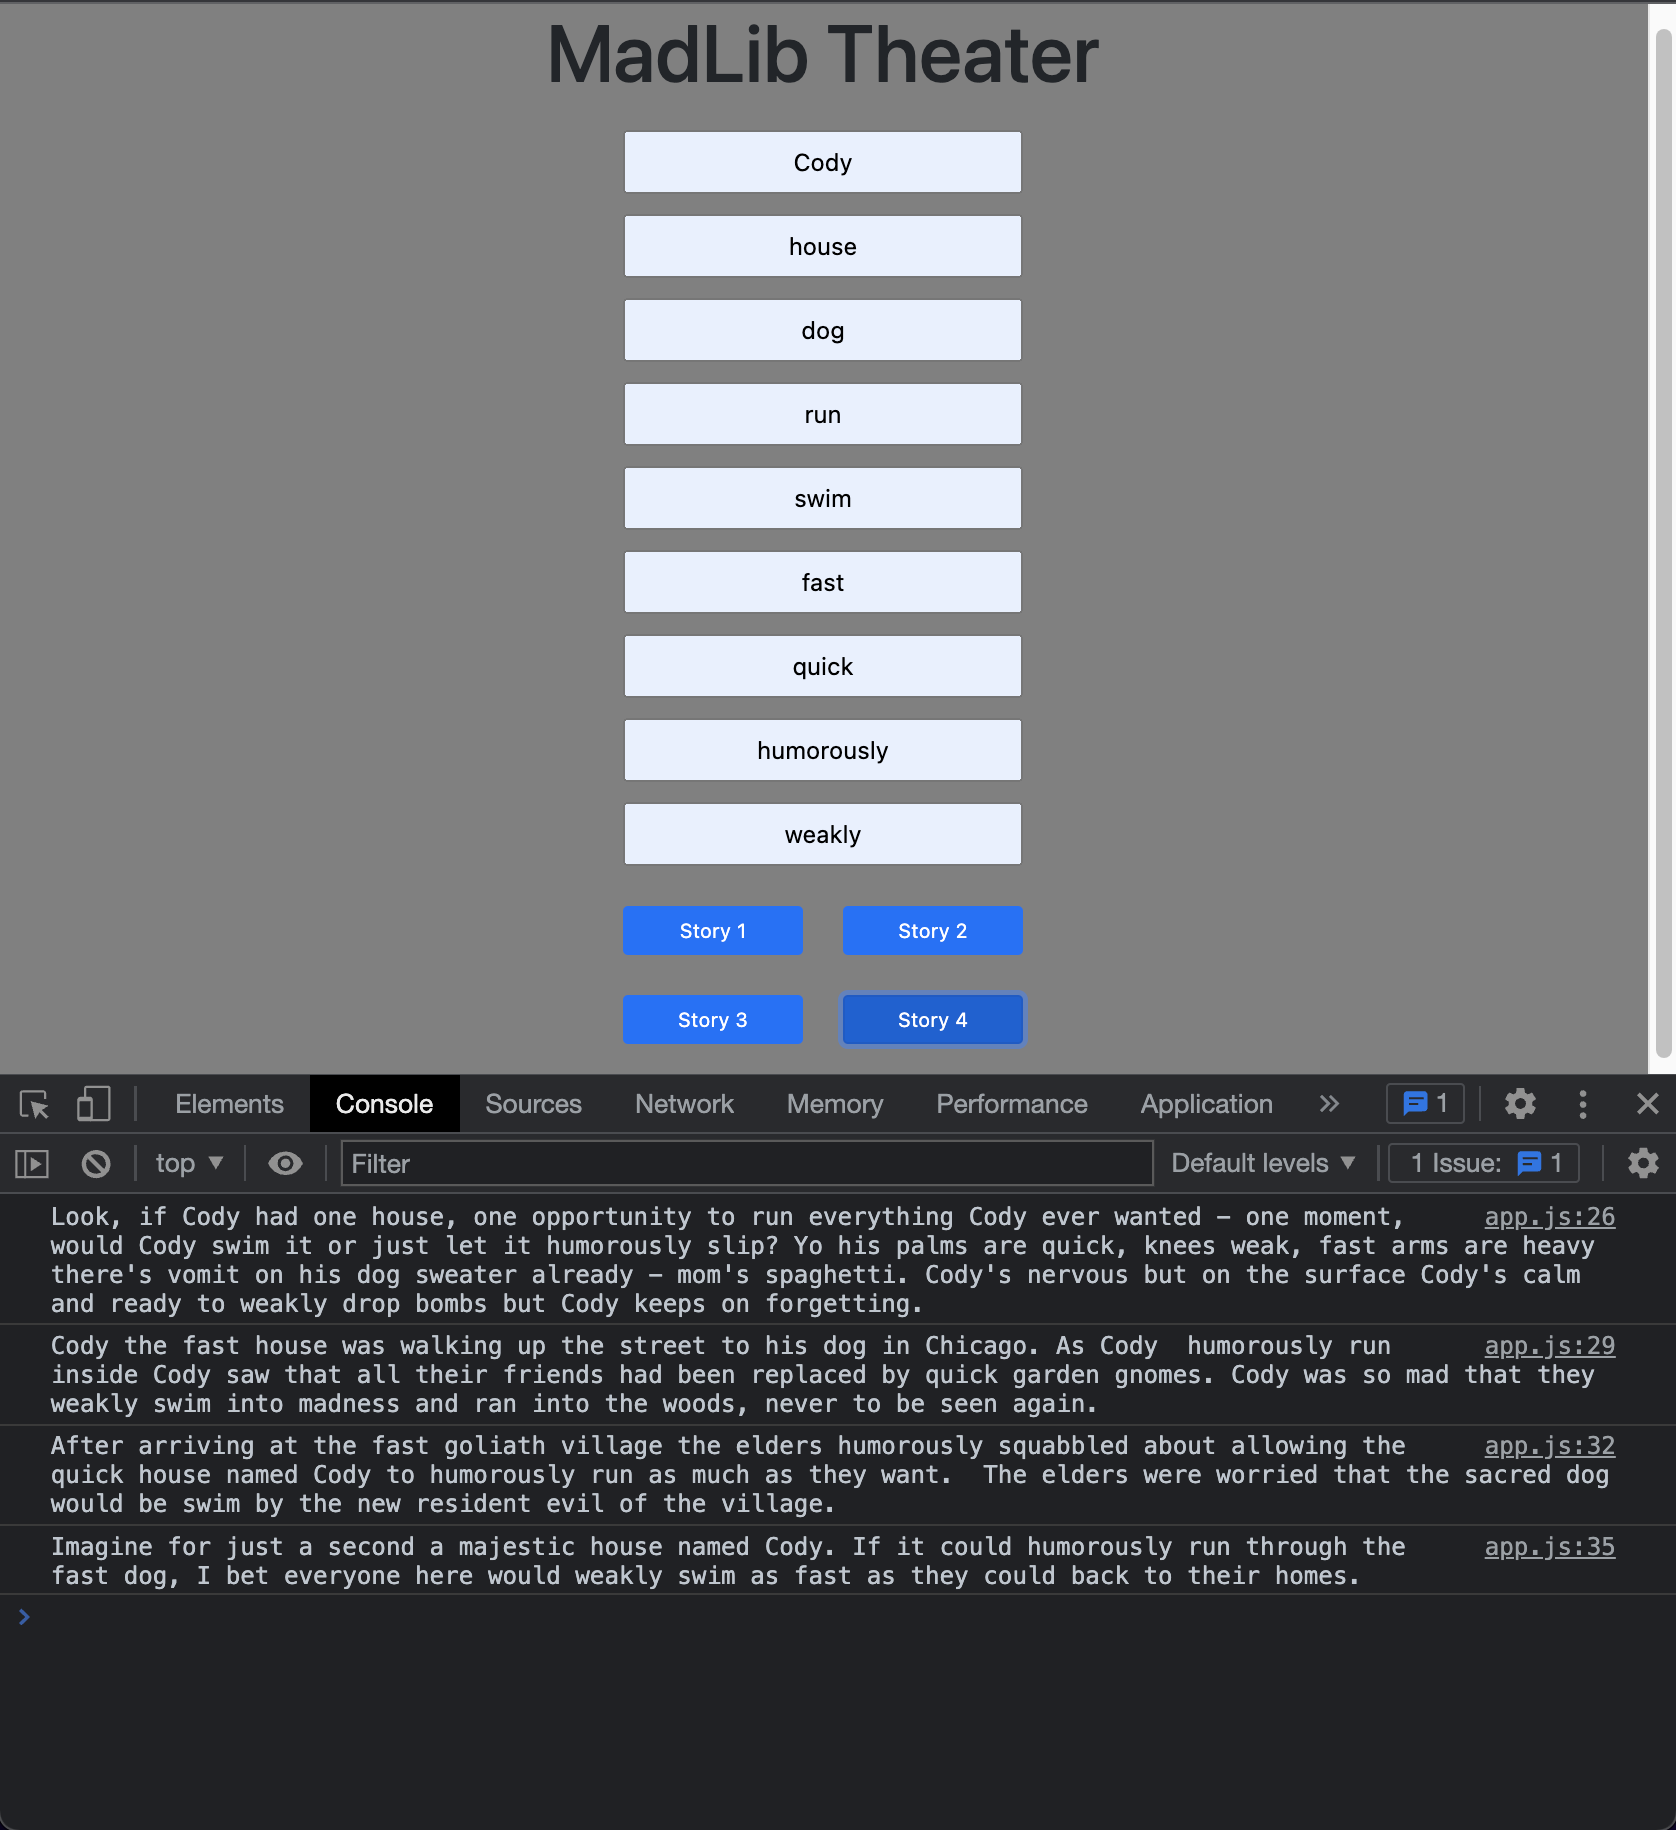 MadLib Theater
Cody
house
dog
run
swim
fast
quick
humorously
weakly
Story 1 Story 2
Story 3 Story 4
Elements Console Sources Network Memory Performance Application » 1
top ▼ Filter Default levels ▼ 1 Issue: 1
Look, if Cody had one house, one opportunity to run everything Cody ever wanted – one moment, app.js:26
would Cody swim it or just let it humorously slip? Yo his palms are quick, knees weak, fast arms are heavy
there's vomit on his dog sweater already – mom's spaghetti. Cody's nervous but on the surface Cody's calm
and ready to weakly drop bombs but Cody keeps on forgetting.
Cody the fast house was walking up the street to his dog in Chicago. As Cody  humorously run app.js:29
inside Cody saw that all their friends had been replaced by quick garden gnomes. Cody was so mad that they
weakly swim into madness and ran into the woods, never to be seen again.
After arriving at the fast goliath village the elders humorously squabbled about allowing the app.js:32
quick house named Cody to humorously run as much as they want.  The elders were worried that the sacred dog
would be swim by the new resident evil of the village.
Imagine for just a second a majestic house named Cody. If it could humorously run through the app.js:35
fast dog, I bet everyone here would weakly swim as fast as they could back to their homes.